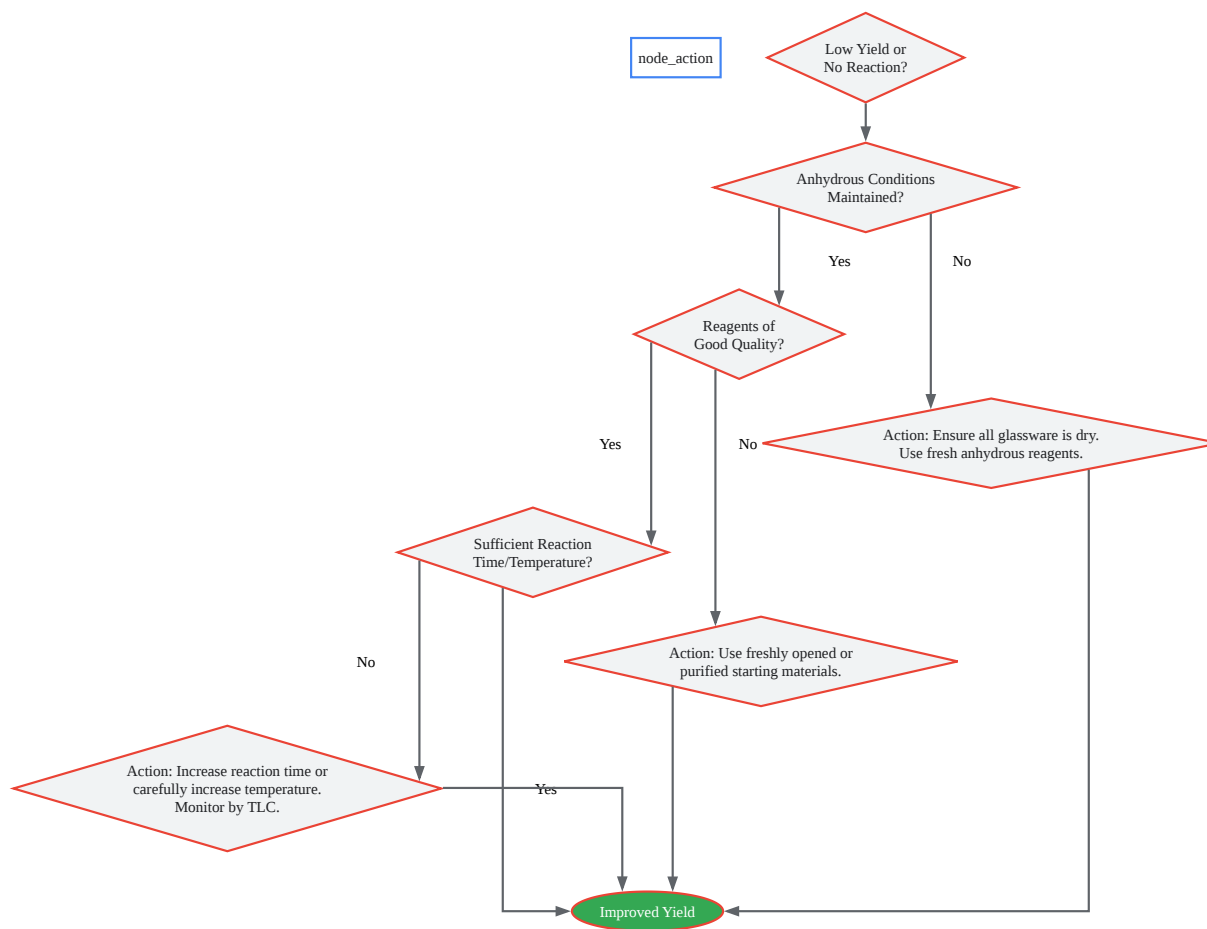 Low Yield or
No Reaction?
node_action
Anhydrous Conditions
Maintained?
Yes
No
Reagents of
Good Quality?
Action: Ensure all glassware is dry.
Use fresh anhydrous reagents.
Yes
No
Sufficient Reaction
Time/Temperature?
Action: Use freshly opened or
purified starting materials.
No
Action: Increase reaction time or
carefully increase temperature.
Monitor by TLC.
Yes
Improved Yield